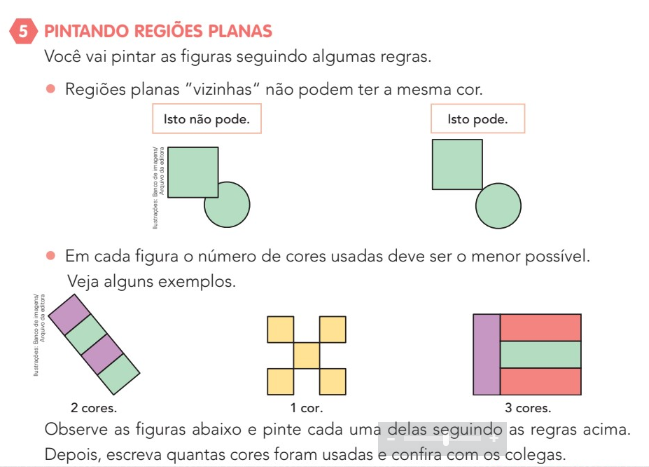 5 PINTANDO REGIÕES PLANAS
Você vai pintar as figuras seguindo algumas regras.
• Regiões planas “vizinhas“ não podem ter a mesma cor.
Isto não pode.
Isto pode.
Ilustrações: Banco de imagens/
Arquivo da editora
• Em cada figura o número de cores usadas deve ser o menor possível.
Veja alguns exemplos.
Ilustrações: Banco de imagens/
Arquivo da editora
2 cores.
1 cor.
3 cores.
Observe as figuras abaixo e pinte cada uma delas seguindo as regras acima.
Depois, escreva quantas cores foram usadas e confira com os colegas.